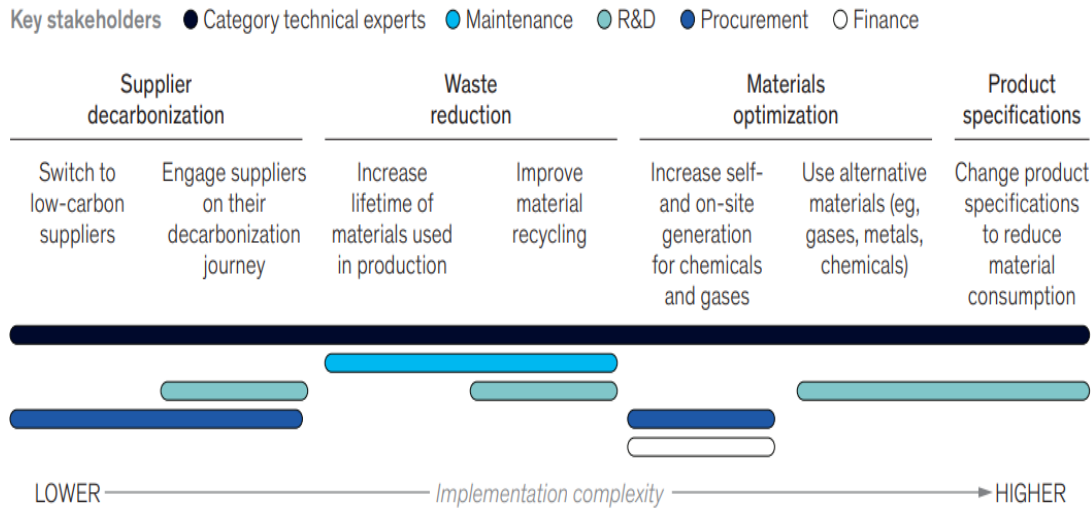 Key stakeholders Category technical experts Maintenance R&D Procurement Finance
Supplier
decarbonization
Waste
reduction
Materials
optimization
Product
specifications
Switch to
low-carbon
suppliers
Engage suppliers
on their
decarbonization
journey
Increase
lifetime of
materials used
in production
Improve
material
recycling
Increase self-
and on-site
generation
for chemicals
and gases
Use alternative
materials (eg,
gases, metals,
chemicals)
Change product
specifications
to reduce
material
consumption
LOWER Implementation complexity HIGHER